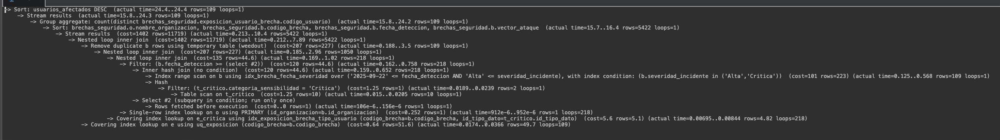 -> Sort: usuarios_afectados DESC  (actual time=24.4..24.4 rows=109 loops=1)
-> Stream results  (actual time=15.8..24.3 rows=109 loops=1)
-> Group aggregate: count(distinct brechas_seguridad.exposicion_usuario_brecha.codigo_usuario)  (actual time=15.8..24.2 rows=109 loops=1)
-> Sort: brechas_seguridad.o.nombre_organizacion, brechas_seguridad.b.codigo_brecha, brechas_seguridad.b.fecha_deteccion, brechas_seguridad.b.vector_ataque  (actual time=15.7..16.4 rows=5422 loops=1)
-> Stream results  (cost=1402 rows=11719) (actual time=0.213..10.4 rows=5422 loops=1)
-> Nested loop inner join  (cost=1402 rows=11719) (actual time=0.212..7.89 rows=5422 loops=1)
-> Remove duplicate b rows using temporary table (weedout)  (cost=207 rows=227) (actual time=0.188..3.5 rows=109 loops=1)
-> Nested loop inner join  (cost=207 rows=227) (actual time=0.185..2.96 rows=1050 loops=1)
-> Nested loop inner join  (cost=135 rows=44.6) (actual time=0.169..1.02 rows=218 loops=1)
-> Filter: (b.fecha_deteccion >= (select #2))  (cost=120 rows=44.6) (actual time=0.162..0.758 rows=218 loops=1)
-> Inner hash join (no condition)  (cost=120 rows=44.6) (actual time=0.159..0.652 rows=218 loops=1)
-> Index range scan on b using idx_brecha_fecha_severidad over ('2025-09-22' <= fecha_deteccion AND 'Alta' <= severidad_incidente), with index condition: (b.severidad_incidente in ('Alta','Critica'))  (cost=101 rows=223) (actual time=0.125..0.568 rows=109 loops=1)
-> Hash
-> Filter: (t_critico.categoria_sensibilidad = 'Critica')  (cost=1.25 rows=1) (actual time=0.0189..0.0239 rows=2 loops=1)
-> Table scan on t_critico  (cost=1.25 rows=10) (actual time=0.015..0.0205 rows=10 loops=1)
-> Select #2 (subquery in condition; run only once)
-> Rows fetched before execution  (cost=0..0 rows=1) (actual time=106e-6..156e-6 rows=1 loops=1)
-> Single-row index lookup on o using PRIMARY (id_organizacion=b.id_organizacion)  (cost=0.252 rows=1) (actual time=912e-6..952e-6 rows=1 loops=218)
-> Covering index lookup on e_critica using idx_exposicion_brecha_tipo_usuario (codigo_brecha=b.codigo_brecha, id_tipo_dato=t_critico.id_tipo_dato)  (cost=5.6 rows=5.1) (actual time=0.00695..0.00844 rows=4.82 loops=218)
-> Covering index lookup on e using uq_exposicion (codigo_brecha=b.codigo_brecha)  (cost=0.64 rows=51.6) (actual time=0.0174..0.0366 rows=49.7 loops=109)